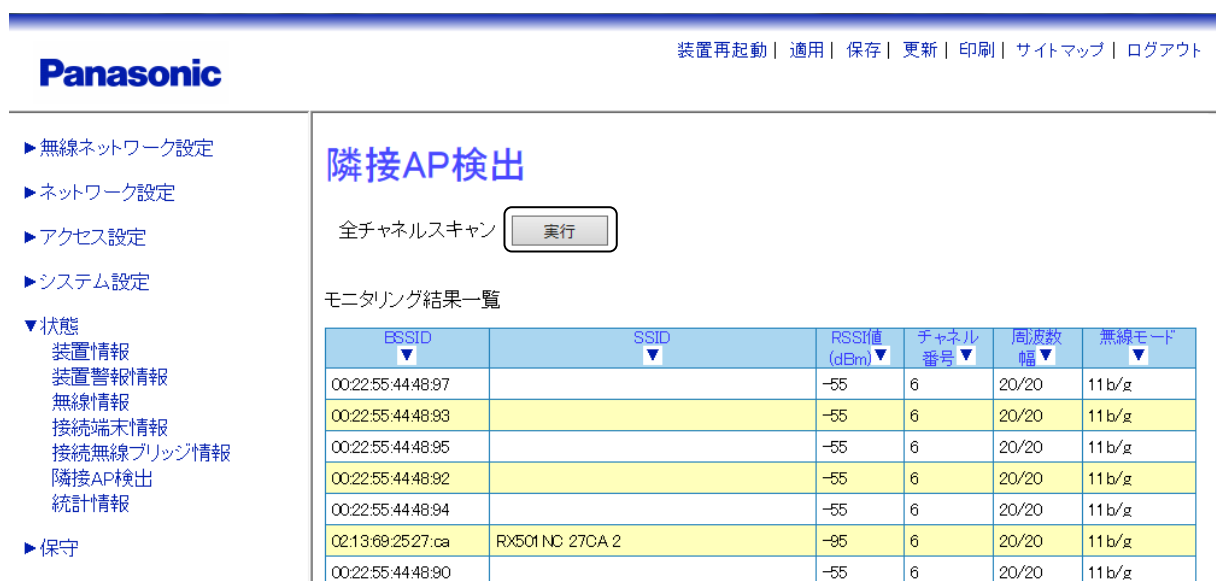 装置再起動| 適用| 保存| 更新| 印刷| サイトマップ| ログアウト
Panasonic
▶無線ネットワーク設定
▶ネットワーク設定
▶アクセス設定
▶システム設定
▼状態
装置情報
装置警報情報
無線情報
接続端末情報
接続無線ブリッジ情報
隣接AP検出
統計情報
▶保守
隣接AP検出
全チャネルスキャン 実行
モニタリング結果一覧
BSSID▼ SSID▼ RSSI値(dBm)▼ チャネル番号▼ 周波数幅▼ 無線モード▼
00:22:55:44:48:97 -55 6 20/20 11b/g
00:22:55:44:48:93 -55 6 20/20 11b/g
00:22:55:44:48:95 -55 6 20/20 11b/g
00:22:55:44:48:92 -55 6 20/20 11b/g
00:22:55:44:48:94 -55 6 20/20 11b/g
02:13:69:25:27:ca RX501NC 27CA 2 -95 6 20/20 11b/g
00:22:55:44:48:90 -55 6 20/20 11b/g